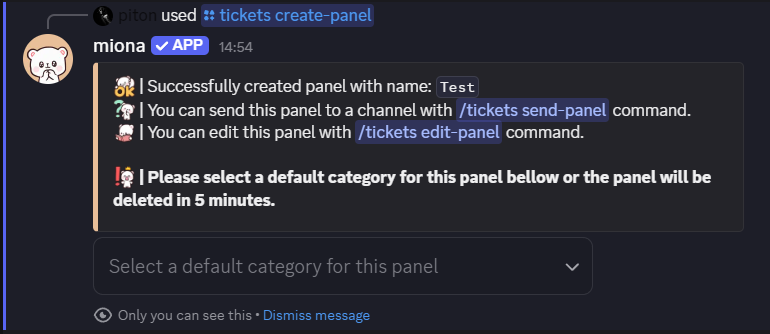 piton used tickets create-panel
miona APP 14:54
OK | Successfully created panel with name: Test
| You can send this panel to a channel with /tickets send-panel command.
| You can edit this panel with /tickets edit-panel command.
| Please select a default category for this panel bellow or the panel will be
deleted in 5 minutes.
Select a default category for this panel
Only you can see this • Dismiss message